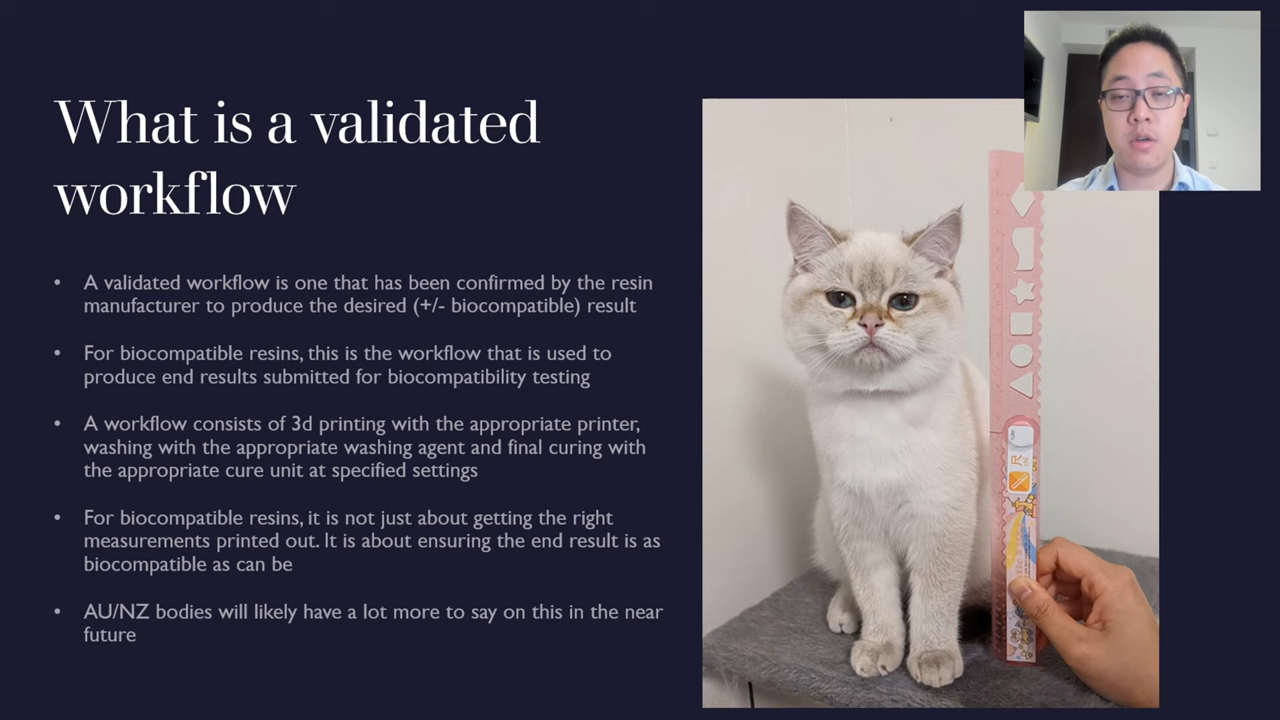 What is a validated
workflow
• A validated workflow is one that has been confirmed by the resin
manufacturer to produce the desired (+/- biocompatible) result
• For biocompatible resins, this is the workflow that is used to
produce end results submitted for biocompatibility testing
• A workflow consists of 3d printing with the appropriate printer,
washing with the appropriate washing agent and final curing with
the appropriate cure unit at specified settings
• For biocompatible resins, it is not just about getting the right
measurements printed out. It is about ensuring the end result is as
biocompatible as can be
• AU/NZ bodies will likely have a lot more to say on this in the near
future